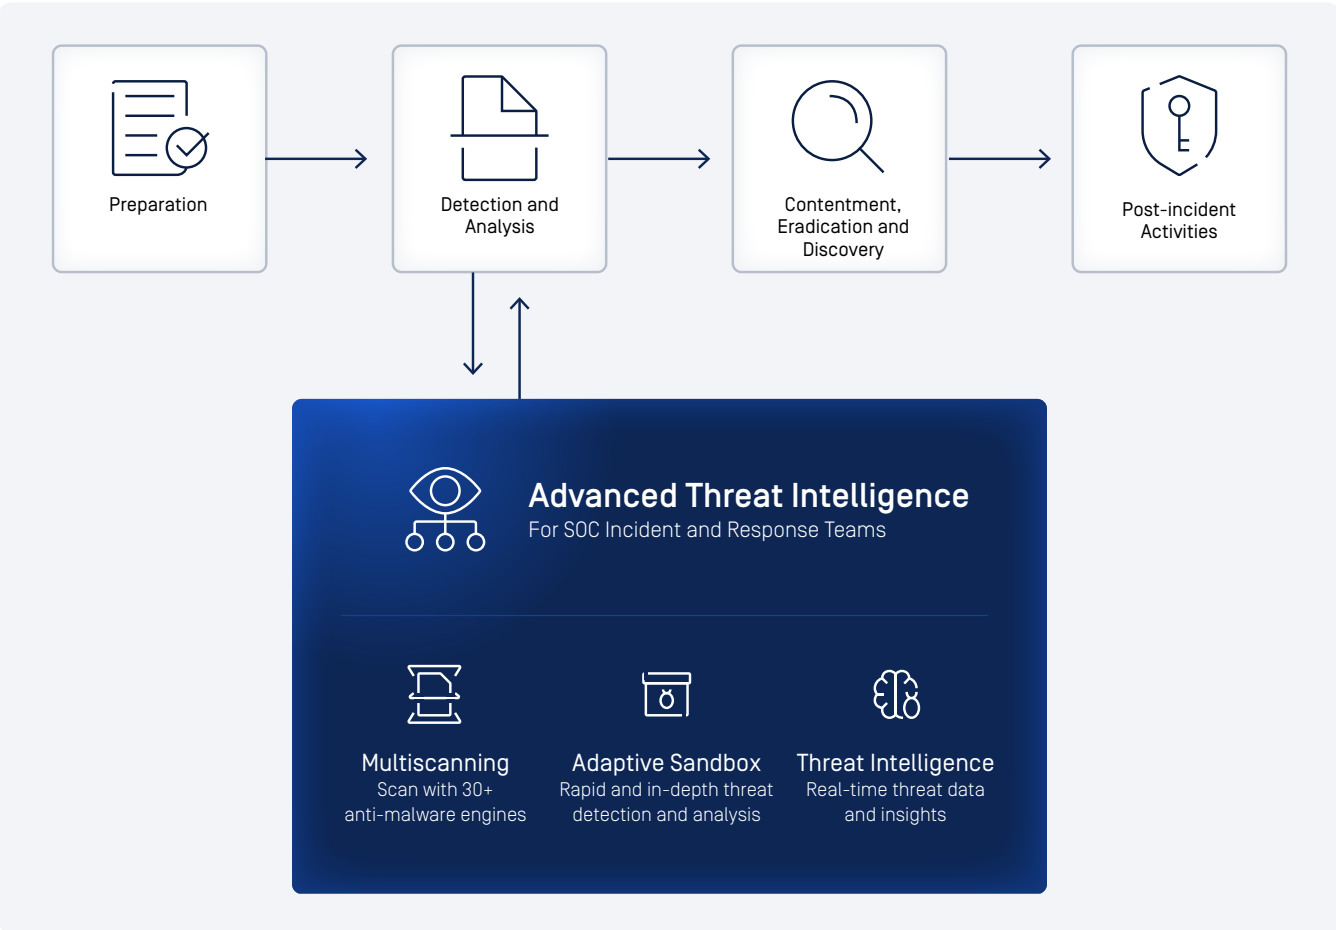 Preparation
Detection and
Analysis
Contentment,
Eradication and
Discovery
Post-incident
Activities
Advanced Threat Intelligence
For SOC Incident and Response Teams
Multiscanning
Scan with 30+
anti-malware engines
Adaptive Sandbox
Rapid and in-depth threat
detection and analysis
Threat Intelligence
Real-time threat data
and insights